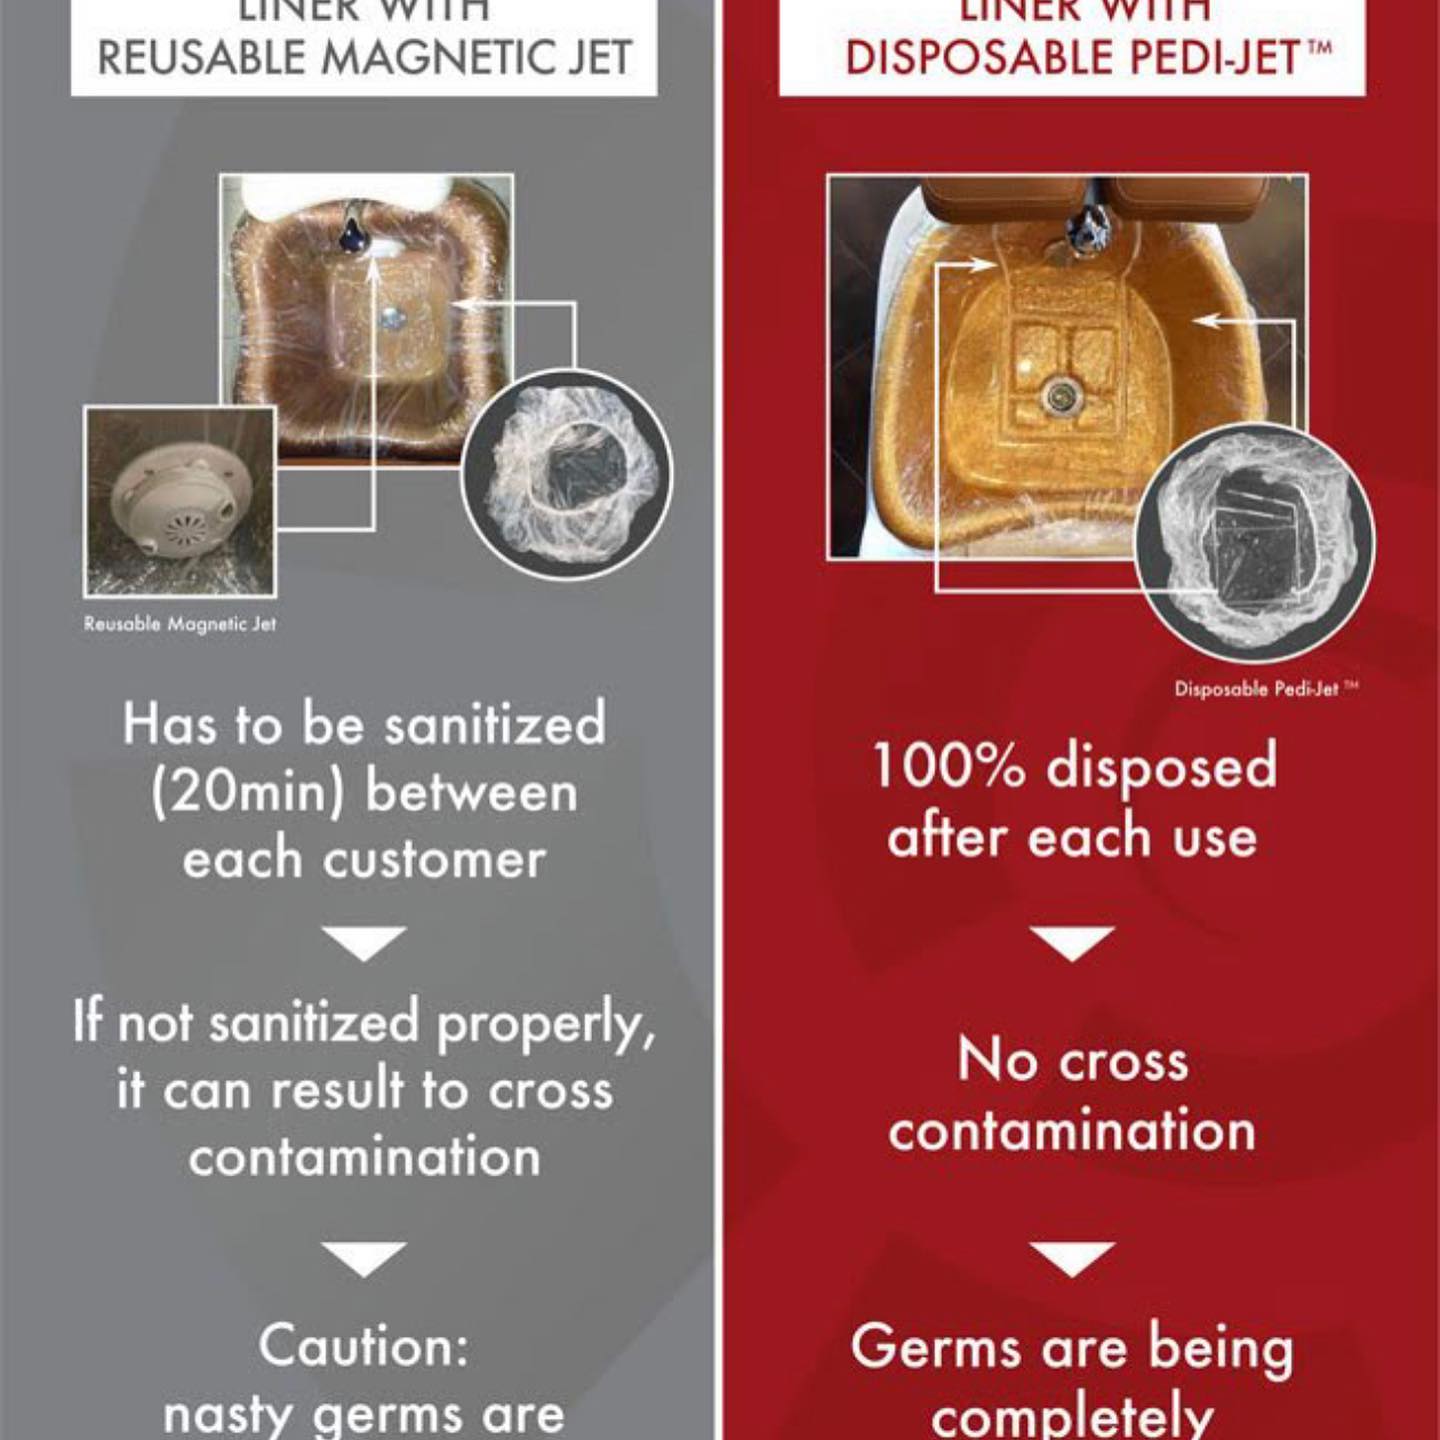 LINER WITH
REUSABLE MAGNETIC JET
Reusable Magnetic Jet
Has to be sanitized
(20min) between
each customer
If not sanitized properly,
it can result to cross
contamination
Caution:
nasty germs are
LINER WITH
DISPOSABLE PEDI-JET™
Disposable Pedi-Jet ™
100% disposed
after each use
No cross
contamination
Germs are being
completely